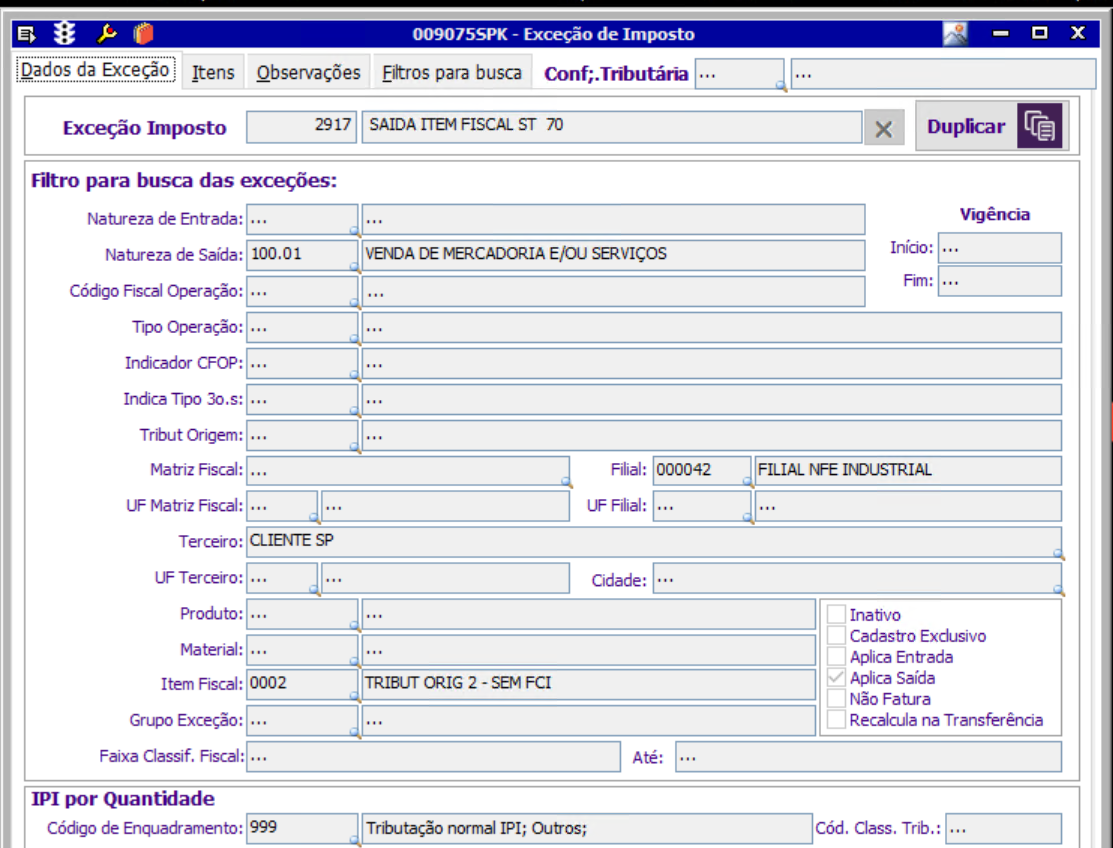 009075SPK - Exceção de Imposto
Dados da Exceção Itens Observações Filtros para busca Conf;.Tributária ... ...
Exceção Imposto 2917 SAIDA ITEM FISCAL ST 70 Duplicar
Filtro para busca das exceções:
Natureza de Entrada: ... ... Vigência
Natureza de Saída: 100.01 VENDA DE MERCADORIA E/OU SERVIÇOS Início: ...
Código Fiscal Operação: ... ... Fim: ...
Tipo Operação: ... ...
Indicador CFOP: ... ...
Indica Tipo 3o.s: ... ...
Tribut Origem: ... ...
Matriz Fiscal: ... Filial: 000042 FILIAL NFE INDUSTRIAL
UF Matriz Fiscal: ... ... UF Filial: ... ...
Terceiro: CLIENTE SP
UF Terceiro: ... ... Cidade: ...
Produto: ... ... Inativo
Cadastro Exclusivo
Material: ... ... Aplica Entrada
Item Fiscal: 0002 TRIBUT ORIG 2 - SEM FCI Aplica Saída
Não Fatura
Grupo Exceção: ... ... Recalcula na Transferência
Faixa Classif. Fiscal: ... Até: ...
IPI por Quantidade
Código de Enquadramento: 999 Tributação normal IPI; Outros; Cód. Class. Trib.: ...